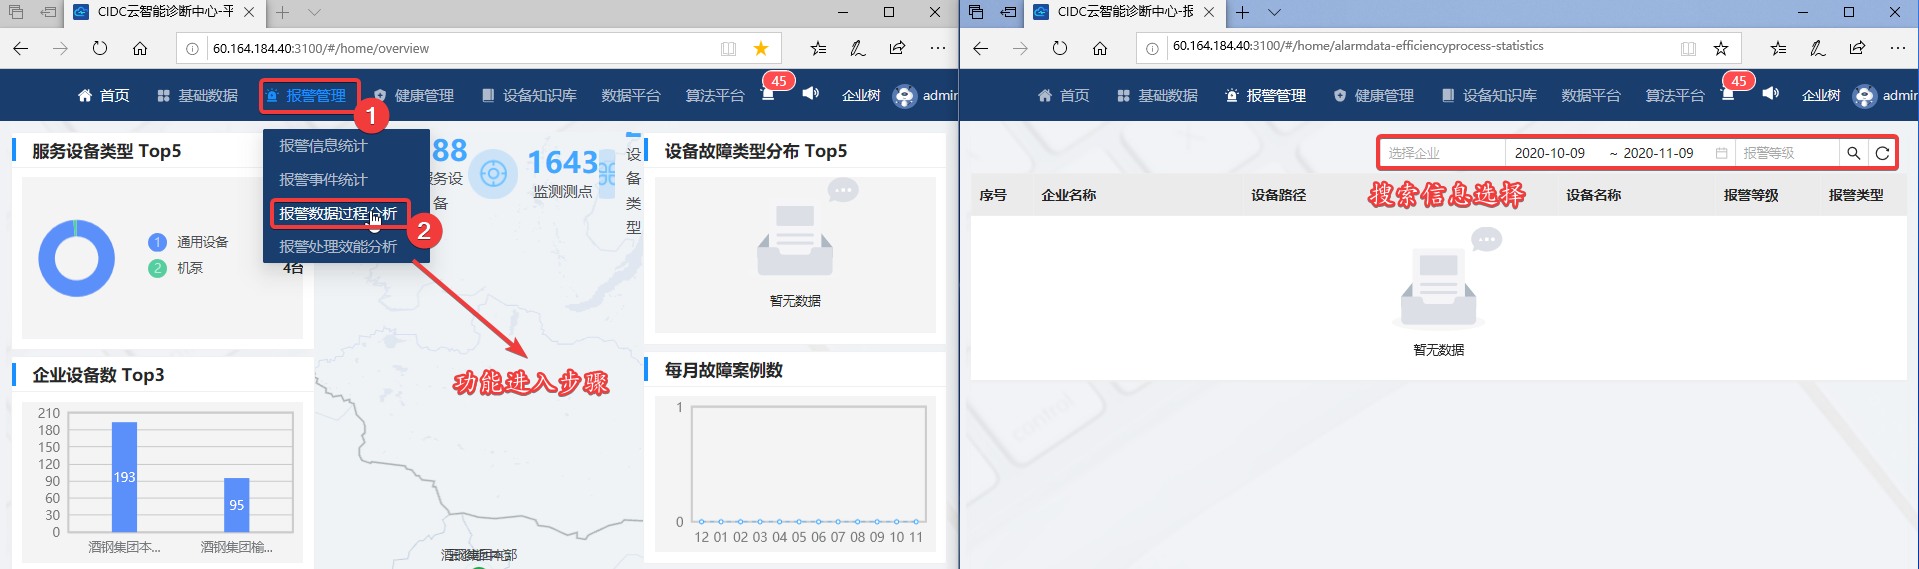 CIDC云智能诊断中心-平
60.164.184.40:3100/#/home/overview
首页 基础数据 报警管理 健康管理 设备知识库 数据平台 算法平台 45 企业树 admin
1
服务设备类型 Top5
1 通用设备
2 机泵
4台
报警信息统计
报警事件统计
报警数据过程分析
报警处理效能分析
2
88
服务设
备
1643
监测测点
设
备
类
型
设备故障类型分布 Top5
暂无数据
功能进入步骤
企业设备数 Top3
210
180
150
120
90
60
30
0
193
95
酒钢集团本...
酒钢集团榆...
每月故障案例数
1
0
12 01 02 03 04 05 06 07 08 09 10 11
CIDC云智能诊断中心-报
60.164.184.40:3100/#/home/alarmdata-efficiencyprocess-statistics
首页 基础数据 报警管理 健康管理 设备知识库 数据平台 算法平台 45 企业树 admin
选择企业 2020-10-09 ~ 2020-11-09 报警等级
搜索信息选择
序号 企业名称 设备路径 设备名称 报警等级 报警类型
暂无数据
control